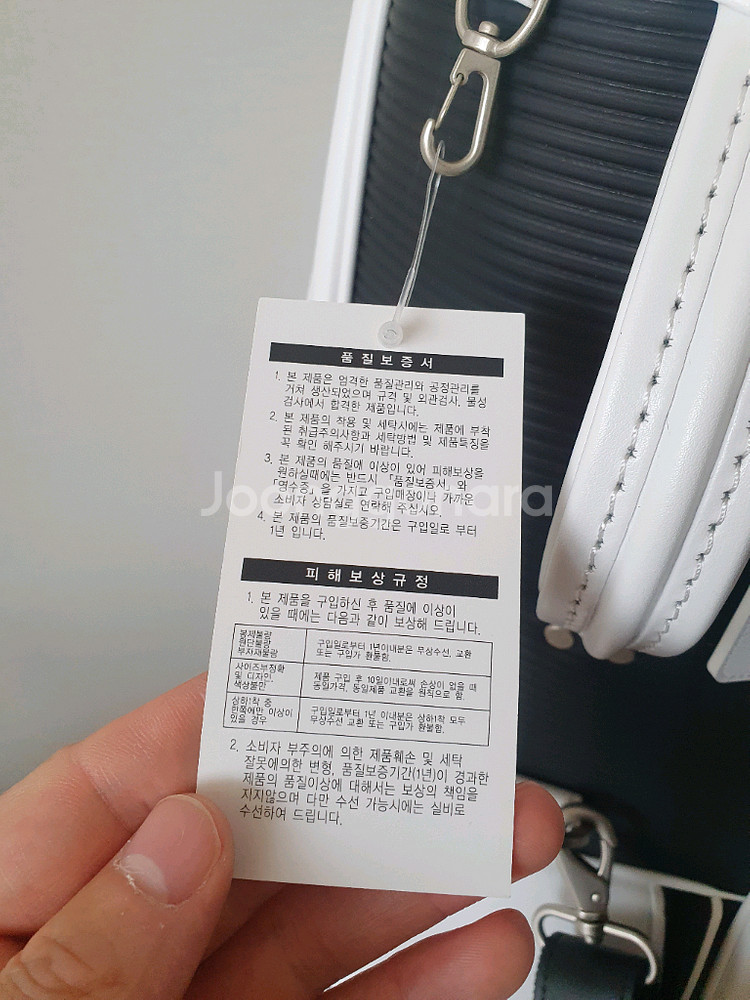 품질보증서
1. 본 제품은 엄격한 품질관리와 공정관리를
거쳐 생산되었으며 규격 및 외관검사, 물성
검사에서 합격한 제품입니다.
2. 본 제품의 착용 및 세탁시에는 제품에 부착
된 취급주의사항과 세탁방법 및 제품특징을
꼭 확인 해주시기 바랍니다.
3. 본 제품의 품질에 이상이 있어 피해보상을
원하실때에는 반드시 「품질보증서」와
「영수증」을 가지고 구입매장이나 가까운
소비자 상담실로 연락해 주십시오.
4. 본 제품의 품질보증기간은 구입일로 부터
1년 입니다.
피해보상규정
1. 본 제품을 구입하신 후 품질에 이상이
있을 때에는 다음과 같이 보상해 드립니다.
봉제불량
원단불량
부자재불량
구입일로부터 1년이내분은 무상수선, 교환
또는 구입가 환불함.
사이즈부정확
및 디자인,
색상불만
제품 구입 후 10일이내로써 손상이 없을 때
동일가격, 동일제품 교환을 원칙으로 함.
상하1착 중
한쪽에만 이상이
있을 경우
구입일로부터 1년 이내분은 상하1착 모두
무상수선 교환 또는 구입가 환불함.
2. 소비자 부주의에 의한 제품훼손 및 세탁
잘못에의한 변형, 품질보증기간(1년)이 경과한
제품의 품질이상에 대해서는 보상의 책임을
지지않으며 다만 수선 가능시에는 실비로
수선하여 드립니다.